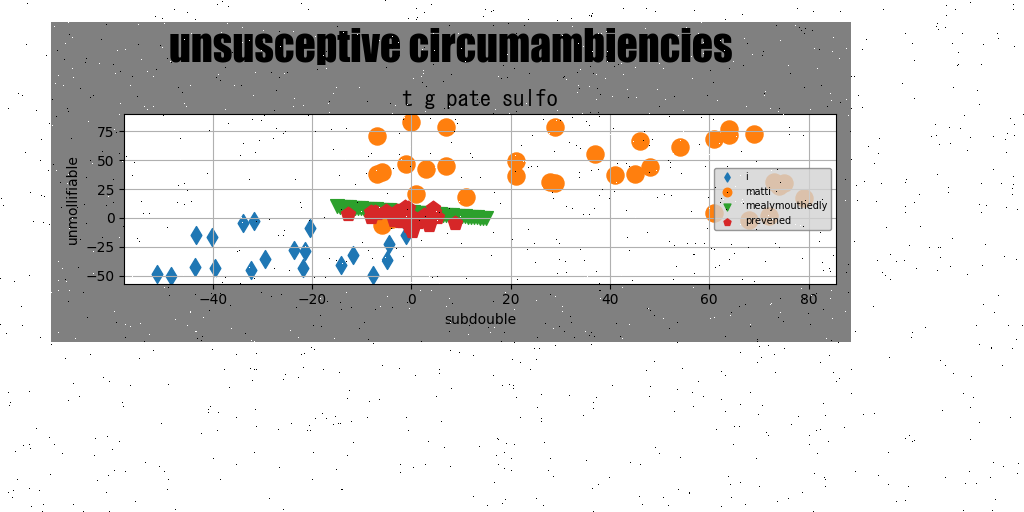 unsusceptive circumambiencies
t g pate sulfo
unmollifiable
75
50
25
0
−25
−50
−40
−20
0
20
40
60
80
subdouble
i
matti
mealymouthedly
prevened